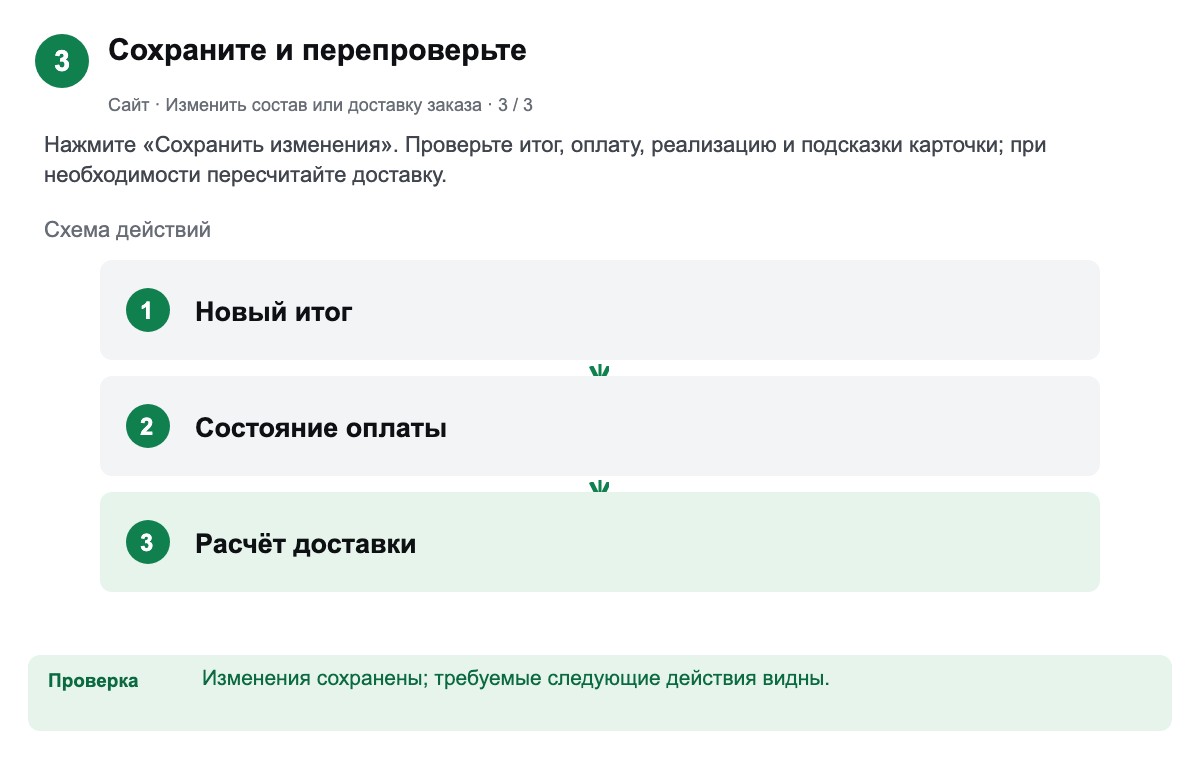 3
Сохраните и перепроверьте
Сайт · Изменить состав или доставку заказа · 3 / 3
Нажмите «Сохранить изменения». Проверьте итог, оплату, реализацию и подсказки карточки; при
необходимости пересчитайте доставку.
Схема действий
1 Новый итог
2 Состояние оплаты
3 Расчёт доставки
Проверка Изменения сохранены; требуемые следующие действия видны.